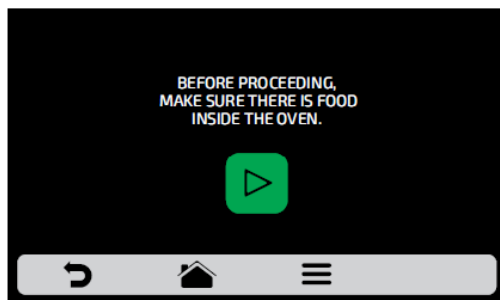 BEFORE PROCEEDING,
MAKE SURE THERE IS FOOD
INSIDE THE OVEN.